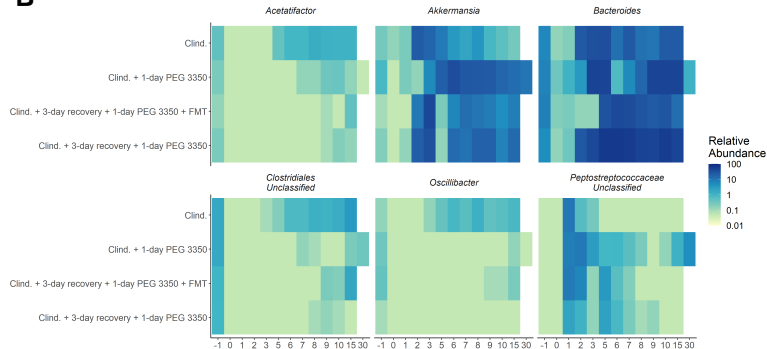 B
Acetatifactor Akkermansia Bacteroides
Clind.
Clind. + 1-day PEG 3350
Clind. + 3-day recovery + 1-day PEG 3350 + FMT
Clind. + 3-day recovery + 1-day PEG 3350
Relative
Abundance
100
10
1
0.1
0.01
Clostridiales
Unclassified
Oscillibacter
Peptostreptococcaceae
Unclassified
Clind.
Clind. + 1-day PEG 3350
Clind. + 3-day recovery + 1-day PEG 3350 + FMT
Clind. + 3-day recovery + 1-day PEG 3350
-1 0 1 2 3 5 6 7 8 9 10 15 30 -1 0 1 2 3 5 6 7 8 9 10 15 30 -1 0 1 2 3 5 6 7 8 9 10 15 30